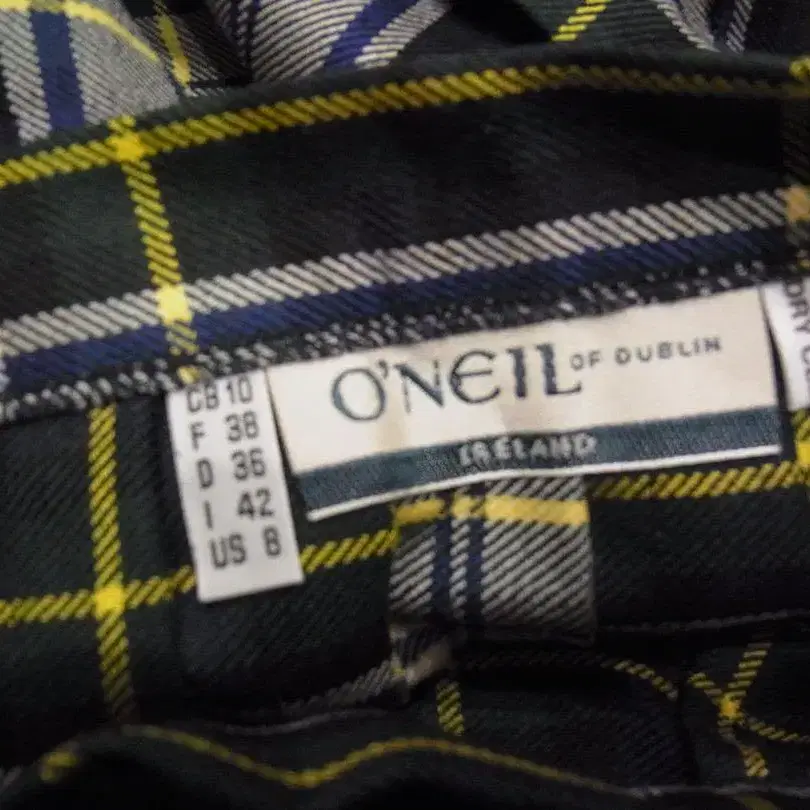 O'NEIL OF DUBLIN
IRELAND
GB 10
F 38
D 36
I 42
US 8